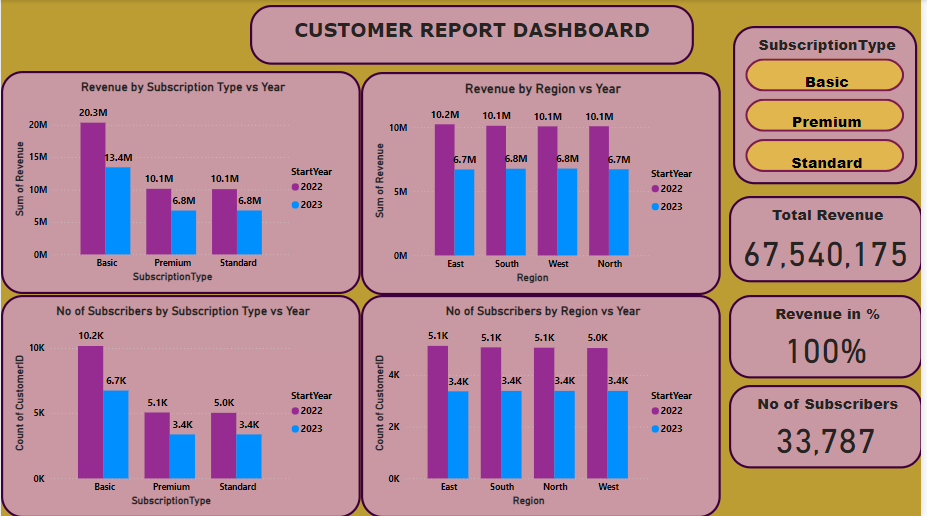 CUSTOMER REPORT DASHBOARD
SubscriptionType
Basic
Premium
Standard
Revenue by Subscription Type vs Year
Sum of Revenue
20M
15M
10M
5M
0M
20.3M
13.4M
10.1M
6.8M
10.1M
6.8M
Basic
Premium
Standard
SubscriptionType
StartYear
2022
2023
Revenue by Region vs Year
Sum of Revenue
10M
5M
0M
10.2M
6.7M
10.1M
6.8M
10.1M
6.8M
10.1M
6.7M
East
South
West
North
Region
StartYear
2022
2023
Total Revenue
67,540,175
No of Subscribers by Subscription Type vs Year
Count of CustomerID
10K
5K
0K
10.2K
6.7K
5.1K
3.4K
5.0K
3.4K
Basic
Premium
Standard
SubscriptionType
StartYear
2022
2023
No of Subscribers by Region vs Year
Count of CustomerID
4K
2K
0K
5.1K
3.4K
5.1K
3.4K
5.1K
3.4K
5.0K
3.4K
East
South
North
West
Region
StartYear
2022
2023
Revenue in %
100%
No of Subscribers
33,787